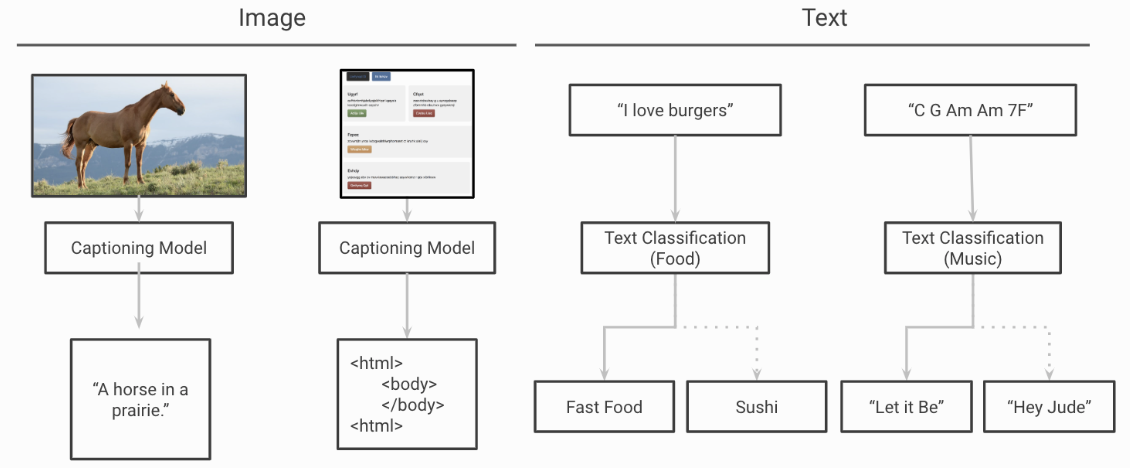 Image
Text
“I love burgers”
“C G Am Am 7F”
Captioning Model
Captioning Model
Text Classification
(Food)
Text Classification
(Music)
“A horse in a
prairie.”
<html>
<body>
</body>
<html>
Fast Food
Sushi
“Let it Be”
“Hey Jude”